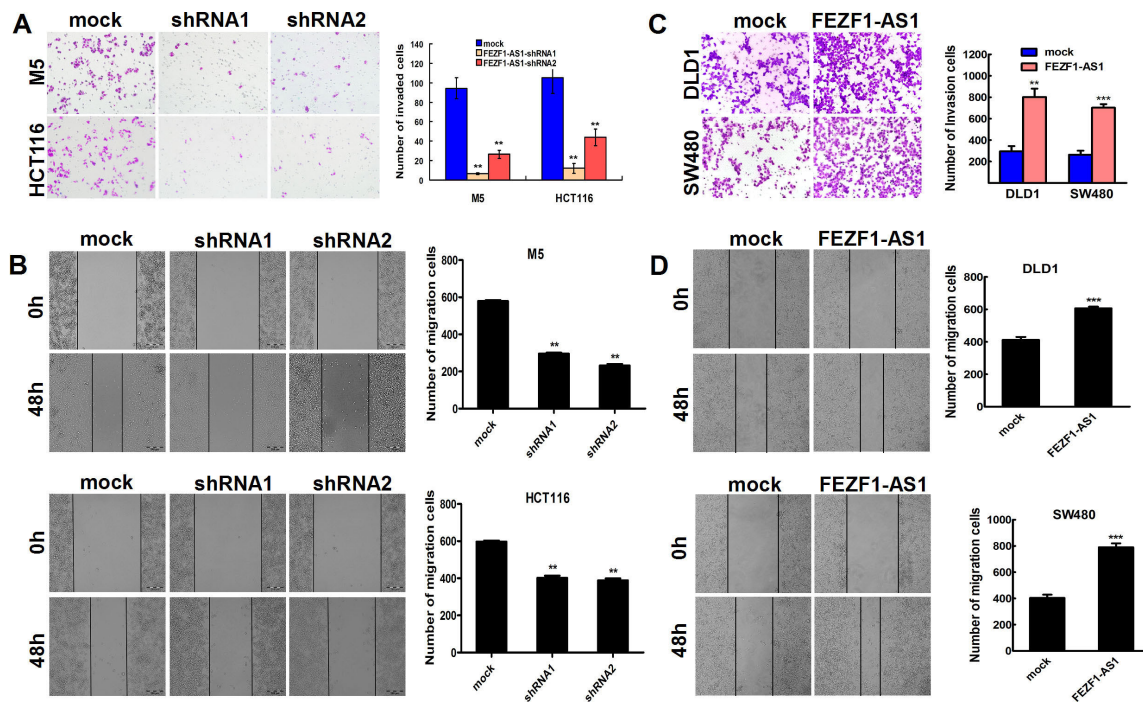 A
mock
shRNA1
shRNA2
M5
HCT116
Number of invaded cells
140
120
100
80
60
40
20
0
mock
FEZF1-AS1-shRNA1
FEZF1-AS1-shRNA2
**
**
**
**
M5
HCT116
C
mock
FEZF1-AS1
DLD1
SW480
Number of invasion cells
1200
1000
800
600
400
200
mock
FEZF1-AS1
**
***
DLD1
SW480
B
mock
shRNA1
shRNA2
0h
48h
M5
Number of migration cells
800
600
400
200
0
**
**
mock
shRNA1
shRNA2
mock
shRNA1
shRNA2
0h
48h
HCT116
Number of migration cells
800
600
400
200
0
**
**
mock
shRNA1
shRNA2
D
mock
FEZF1-AS1
0h
48h
DLD1
Number of migration cells
800
600
400
200
0
***
mock
FEZF1-AS1
mock
FEZF1-AS1
0h
48h
SW480
Number of migration cells
1000
800
600
400
200
0
***
mock
FEZF1-AS1